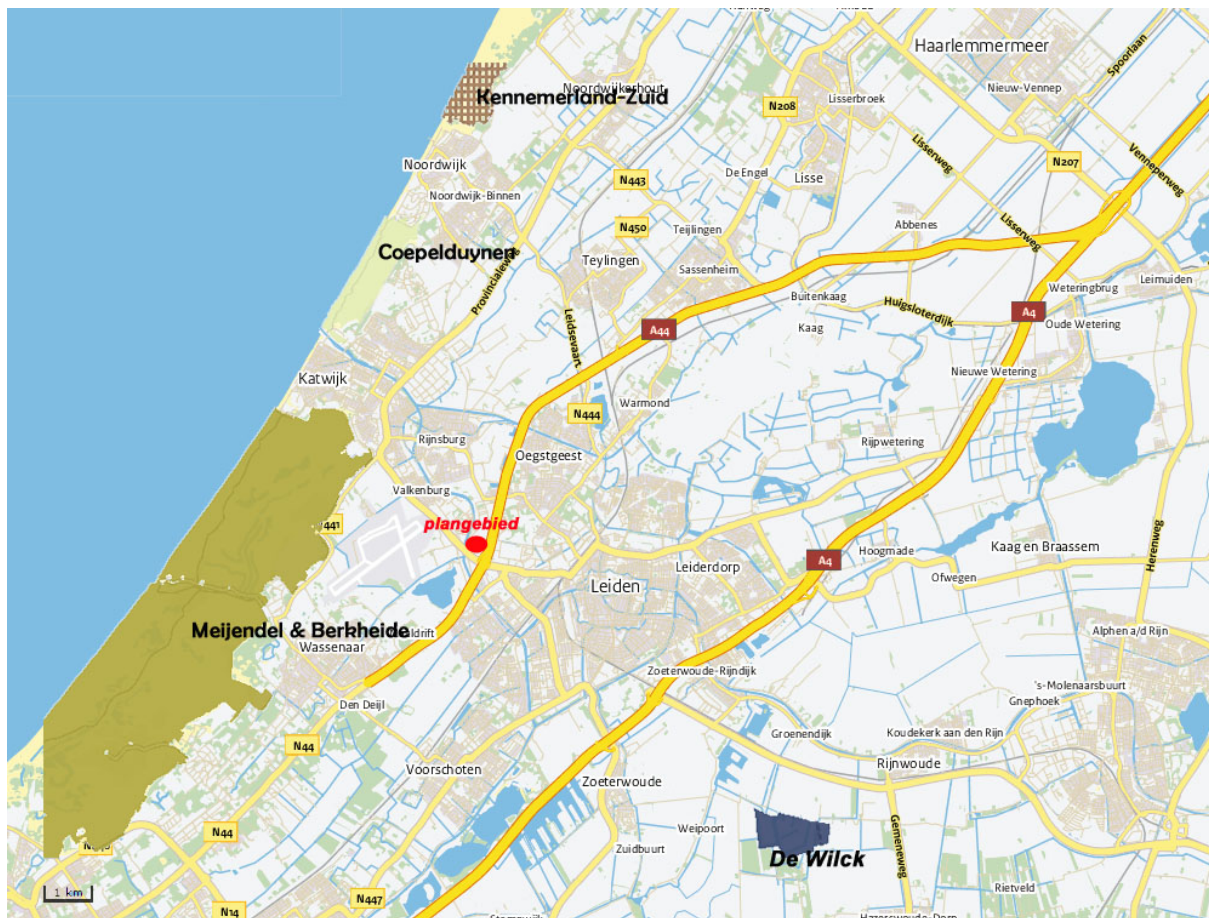 Haarlemmermeer
Spoorlaan
Nieuw-Vennep
Noordwijkerhout
Kennemerland-Zuid
N208
Lisserbroek
Lisserweg
Noordwijk
N207
Venneperweg
De Engel
Lisse
N443
Noordwijk-Binnen
N450
Teijlingen
Abbenes
Lisserweg
Coepelduynen
Provincialeweg
Teylingen
Sassenheim
Leimuiden
Weteringbrug
Buitenkaag
Huigsloterdijk
A4
Oude Wetering
Leidsevaart
A44
Kaag
Katwijk
Nieuwe Wetering
N444
Warmond
Rijnsburg
Rijpwetering
Oegstgeest
Valkenburg
441
plangebied
Hoogmade
Kaag en Braassem
Herenweg
A4
Leiderdorp
Ofwegen
Leiden
Meijendel & Berkheide
ldrift
Wassenaar
Alphen a/d Rijn
Zoeterwoude-Rijndijk
's-Molenaarsbuurt
Gnephoek
Den Deijl
Groenendijk
Koudekerk aan den Rijn
N44
Voorschoten
Rijnwoude
Zoeterwoude
N44
Weipoort
Gemeneweg
Zuidbuurt
De Wilck
1 km
N447
Rietveld
N14